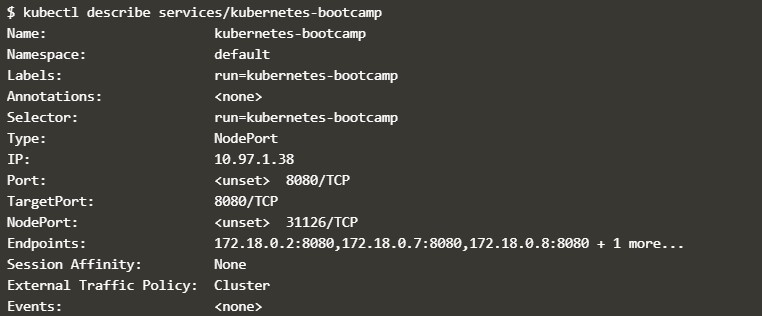 $ kubectl describe services/kubernetes-bootcamp
Name:                     kubernetes-bootcamp
Namespace:                default
Labels:                   run=kubernetes-bootcamp
Annotations:              <none>
Selector:                 run=kubernetes-bootcamp
Type:                     NodePort
IP:                       10.97.1.38
Port:                     <unset>  8080/TCP
TargetPort:               8080/TCP
NodePort:                 <unset>  31126/TCP
Endpoints:                172.18.0.2:8080,172.18.0.7:8080,172.18.0.8:8080 + 1 more...
Session Affinity:         None
External Traffic Policy:  Cluster
Events:                   <none>